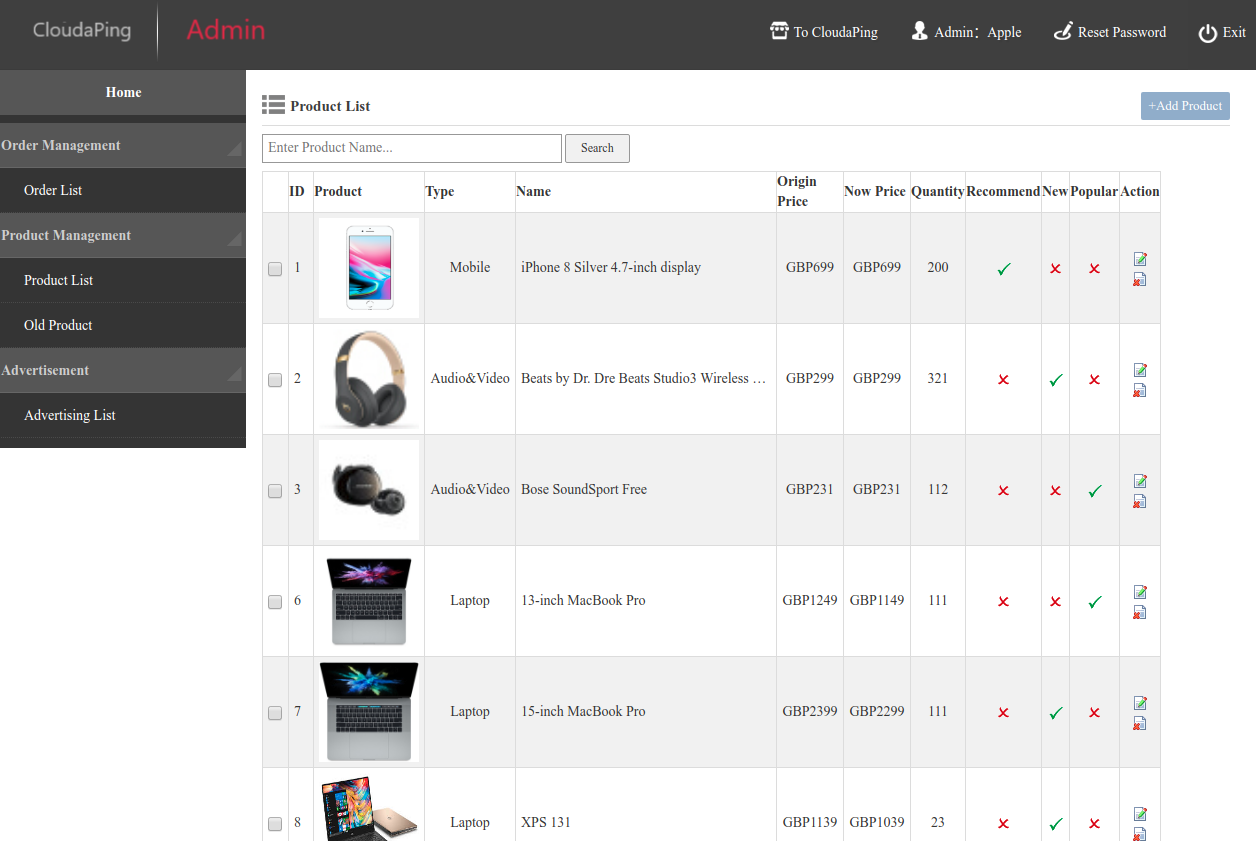 CloudaPing
Admin
To CloudaPing
Admin：Apple
Reset Password
Exit
Home
Order Management
Order List
Product Management
Product List
Old Product
Advertisement
Advertising List
Product List
+Add Product
Enter Product Name...
Search
ID Product Type Name Origin Price Now Price Quantity Recommend New Popular Action
1 Mobile iPhone 8 Silver 4.7-inch display GBP699 GBP699 200
2 Audio&Video Beats by Dr. Dre Beats Studio3 Wireless … GBP299 GBP299 321
3 Audio&Video Bose SoundSport Free GBP231 GBP231 112
6 Laptop 13-inch MacBook Pro GBP1249 GBP1149 111
7 Laptop 15-inch MacBook Pro GBP2399 GBP2299 111
8 Laptop XPS 131 GBP1139 GBP1039 23